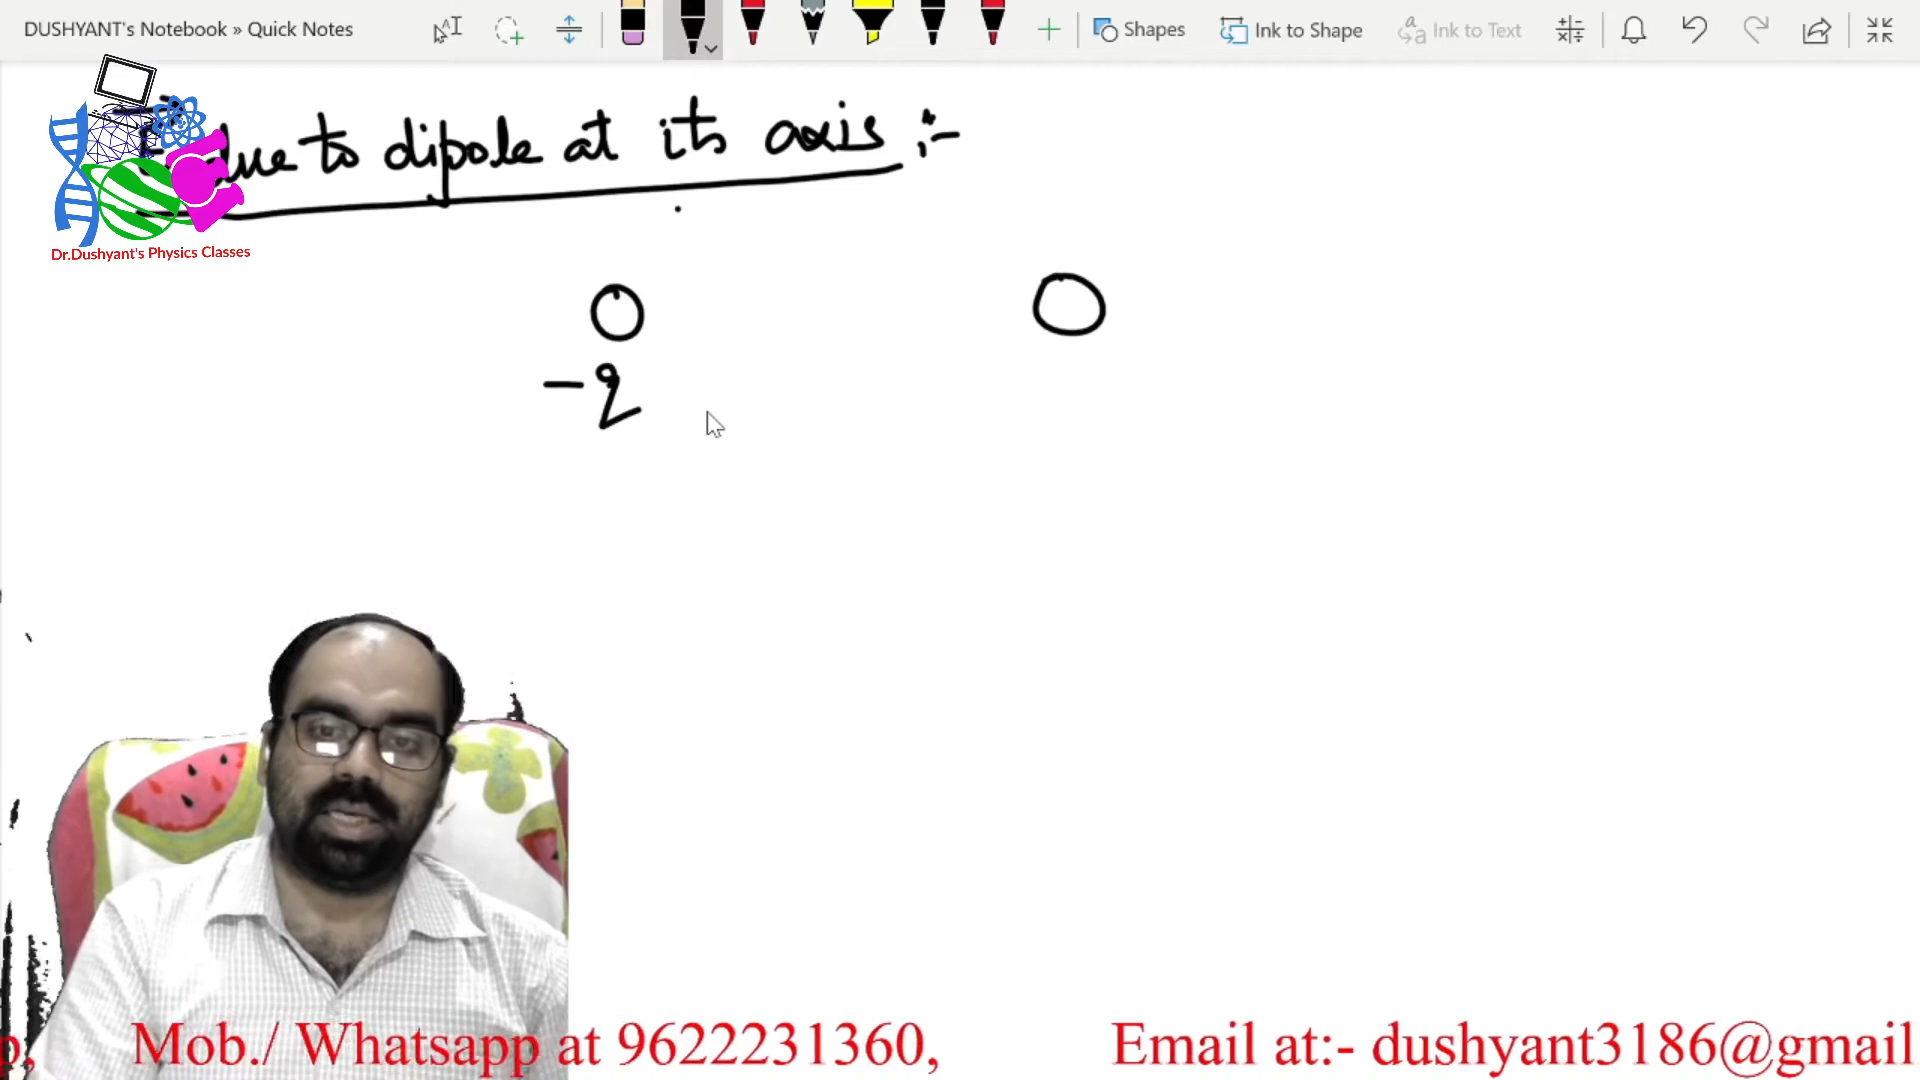 DUSHYANT's Notebook » Quick Notes
Shapes
Ink to Shape
Ink to Text
due to dipole at its axis :-
Dr.Dushyant's Physics Classes
-q
Mob./ Whatsapp at 9622231360, Email at:- dushyant3186@gmail